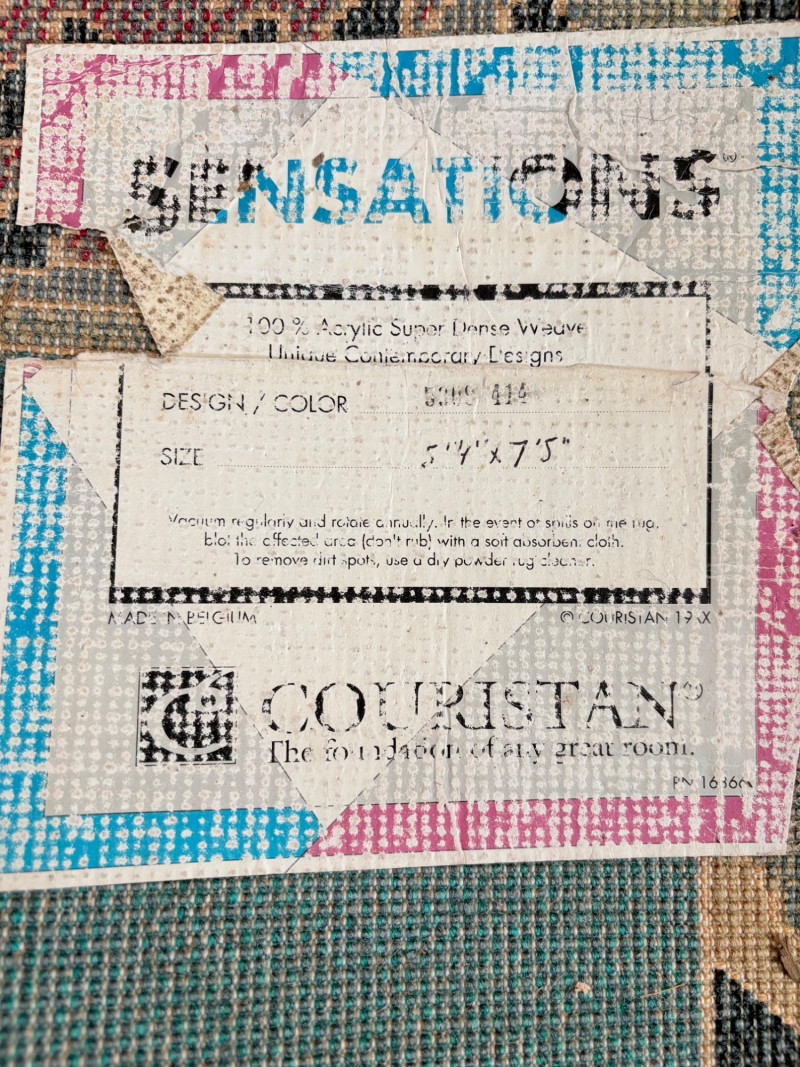 SENSATIONS®
100 % Acrylic Super Dense Weave
Unique Contemporary Designs
DESIGN / COLOR 414
SIZE 5'4" x 7'5"
Vacuum regularly and rotate annually. In the event of spills on the rug,
blot the affected area (don't rub) with a soft absorbent cloth.
To remove dirt spots, use a dry powder rug cleaner.
MADE IN BELGIUM
© COURISTAN
COURISTAN®
The foundation of any great room.